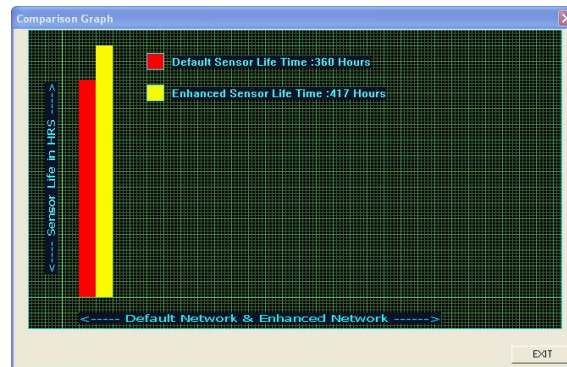 Comparison Graph
Default Sensor Life Time :360 Hours
Enhanced Sensor Life Time :417 Hours
<----- Sensor Life in HRS ----->
<----- Default Network & Enhanced Network ------>
EXIT